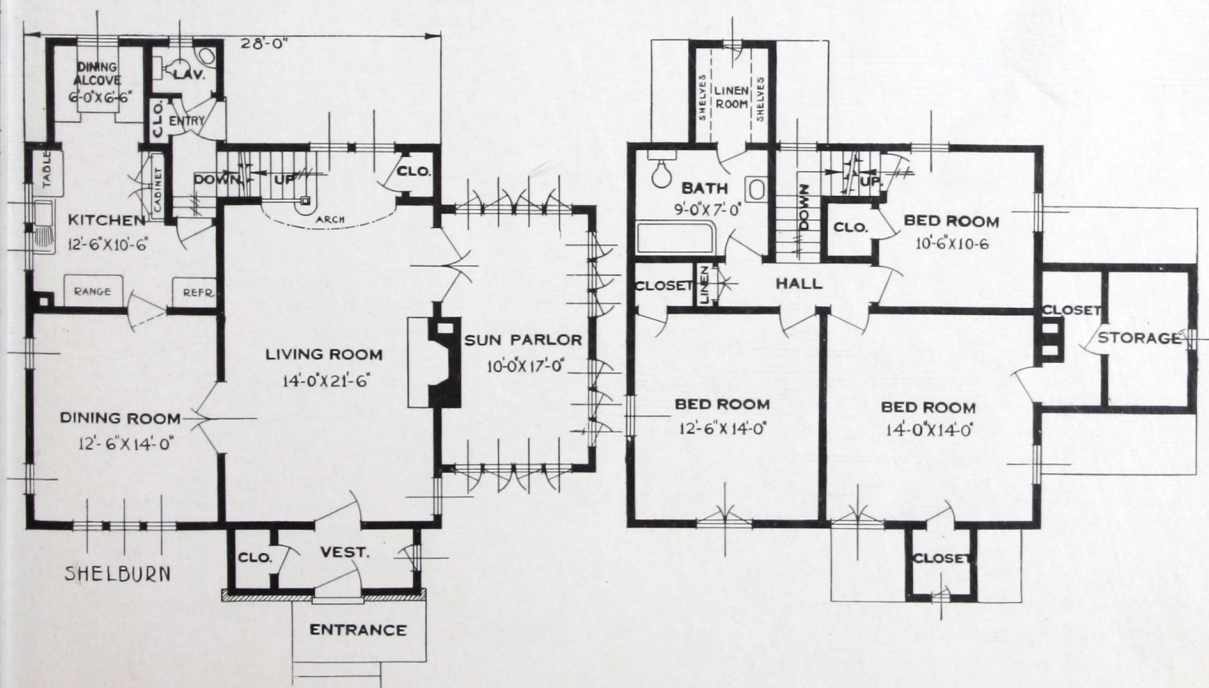 28'-0"
DINING
ALCOVE
6'-0"X6'-6"
LAV.
CLO.
ENTRY
TABLE
CABINET
DOWN
UP
CLO.
ARCH
KITCHEN
12'-6"X10'-6"
RANGE
REFR.
LIVING ROOM
14'-0"X21'-6"
SUN PARLOR
10'-0"X17'-0"
DINING ROOM
12'-6"X14'-0"
CLO.
VEST.
SHELBURN
ENTRANCE
SHELVES
LINEN
ROOM
SHELVES
BATH
9'-0"X7'-0"
DOWN
UP.
CLO.
BED ROOM
10'-6"X10-6
CLOSET
LINEN
HALL
CLOSET
STORAGE
BED ROOM
12'-6"X14'-0"
BED ROOM
14'-0"X14'-0"
CLOSET